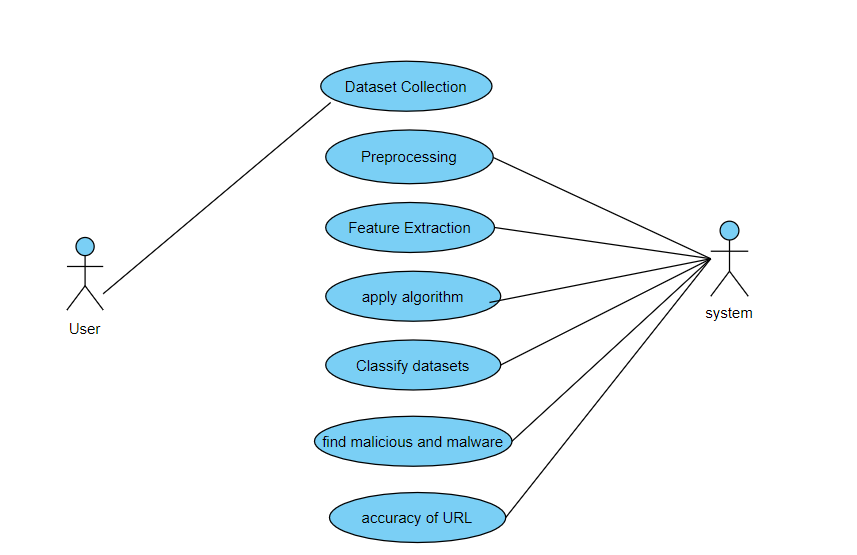 Dataset Collection
Preprocessing
Feature Extraction
apply algorithm
Classify datasets
find malicious and malware
accuracy of URL
User
system